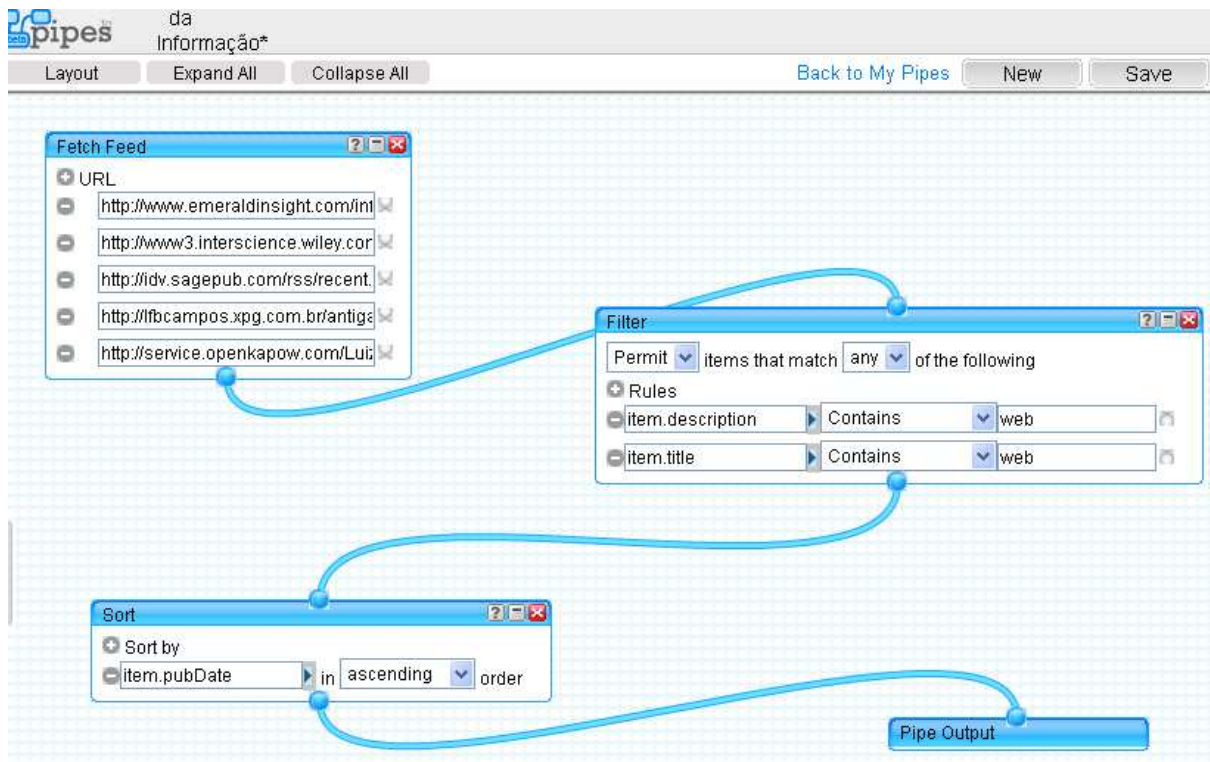 pipes
da
Informação*
Layout Expand All Collapse All Back to My Pipes New Save
Fetch Feed
URL
http://www.emeraldinsight.com/int
http://www3.interscience.wiley.cor
http://idv.sagepub.com/rss/recent.
http://lfbcampos.xpg.com.br/antiga
http://service.openkapow.com/Luiz
Filter
Permit items that match any of the following
Rules
item.description Contains web
item.title Contains web
Sort
Sort by
item.pubDate in ascending order
Pipe Output